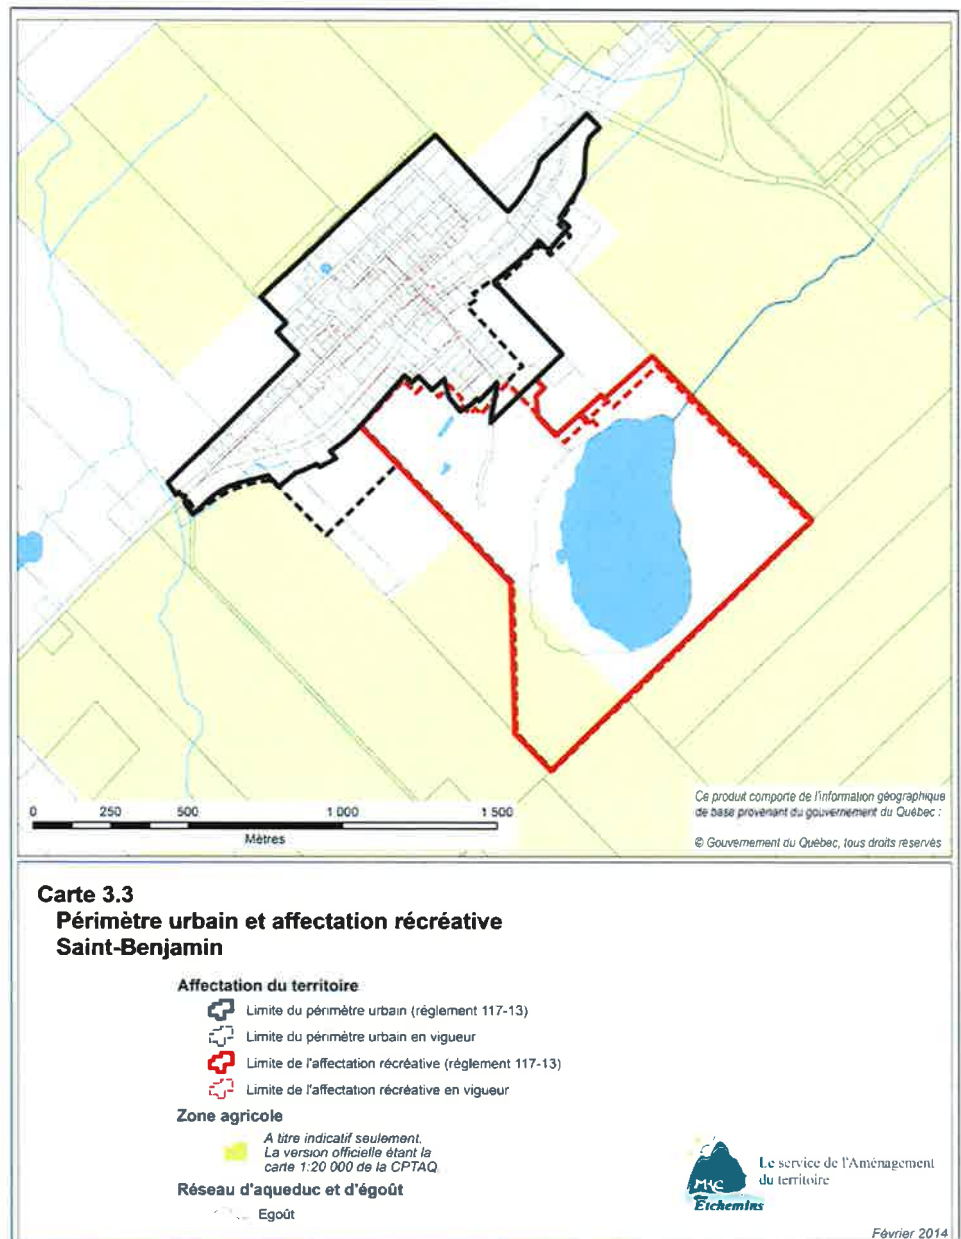 0 250 500 1 000 1 500
Mètres
Ce produit comporte de l'information géographique
de base provenant du gouvernement du Québec :
© Gouvernement du Québec, tous droits réservés
Carte 3.3
Périmètre urbain et affectation récréative
Saint-Benjamin
Affectation du territoire
Limite du périmètre urbain (règlement 117-13)
Limite du périmètre urbain en vigueur
Limite de l'affectation récréative (règlement 117-13)
Limite de l'affectation récréative en vigueur
Zone agricole
A titre indicatif seulement.
La version officielle étant la
carte 1:20 000 de la CPTAQ.
Réseau d'aqueduc et d'égoût
Egoût
MRC
Etchemins
Le service de l'Aménagement
du territoire
Février 2014